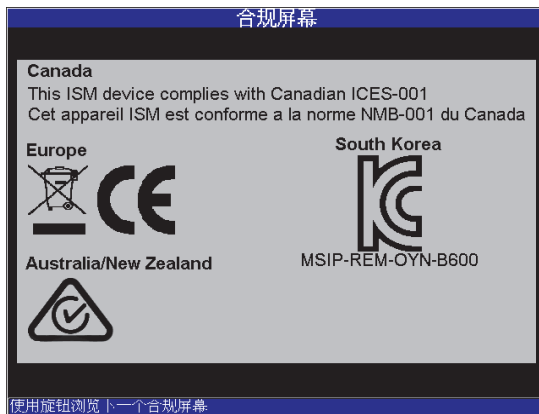 合规屏幕
Canada
This ISM device complies with Canadian ICES-001
Cet appareil ISM est conforme a la norme NMB-001 du Canada
Europe
CE
South Korea
MSIP-REM-OYN-B600
Australia/New Zealand
使用旋钮浏览下一个合规屏幕